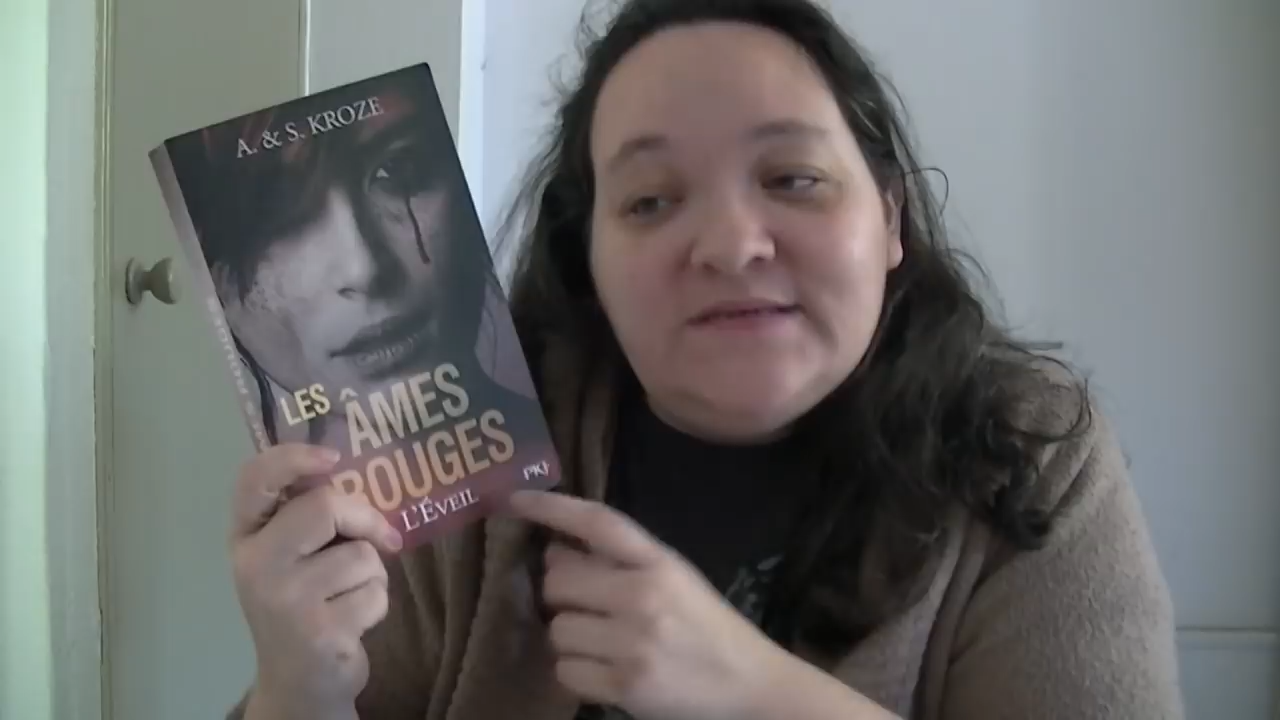 A. & S. KROZE
LES
ÂMES
ROUGES
L'ÉVEIL
PKJ